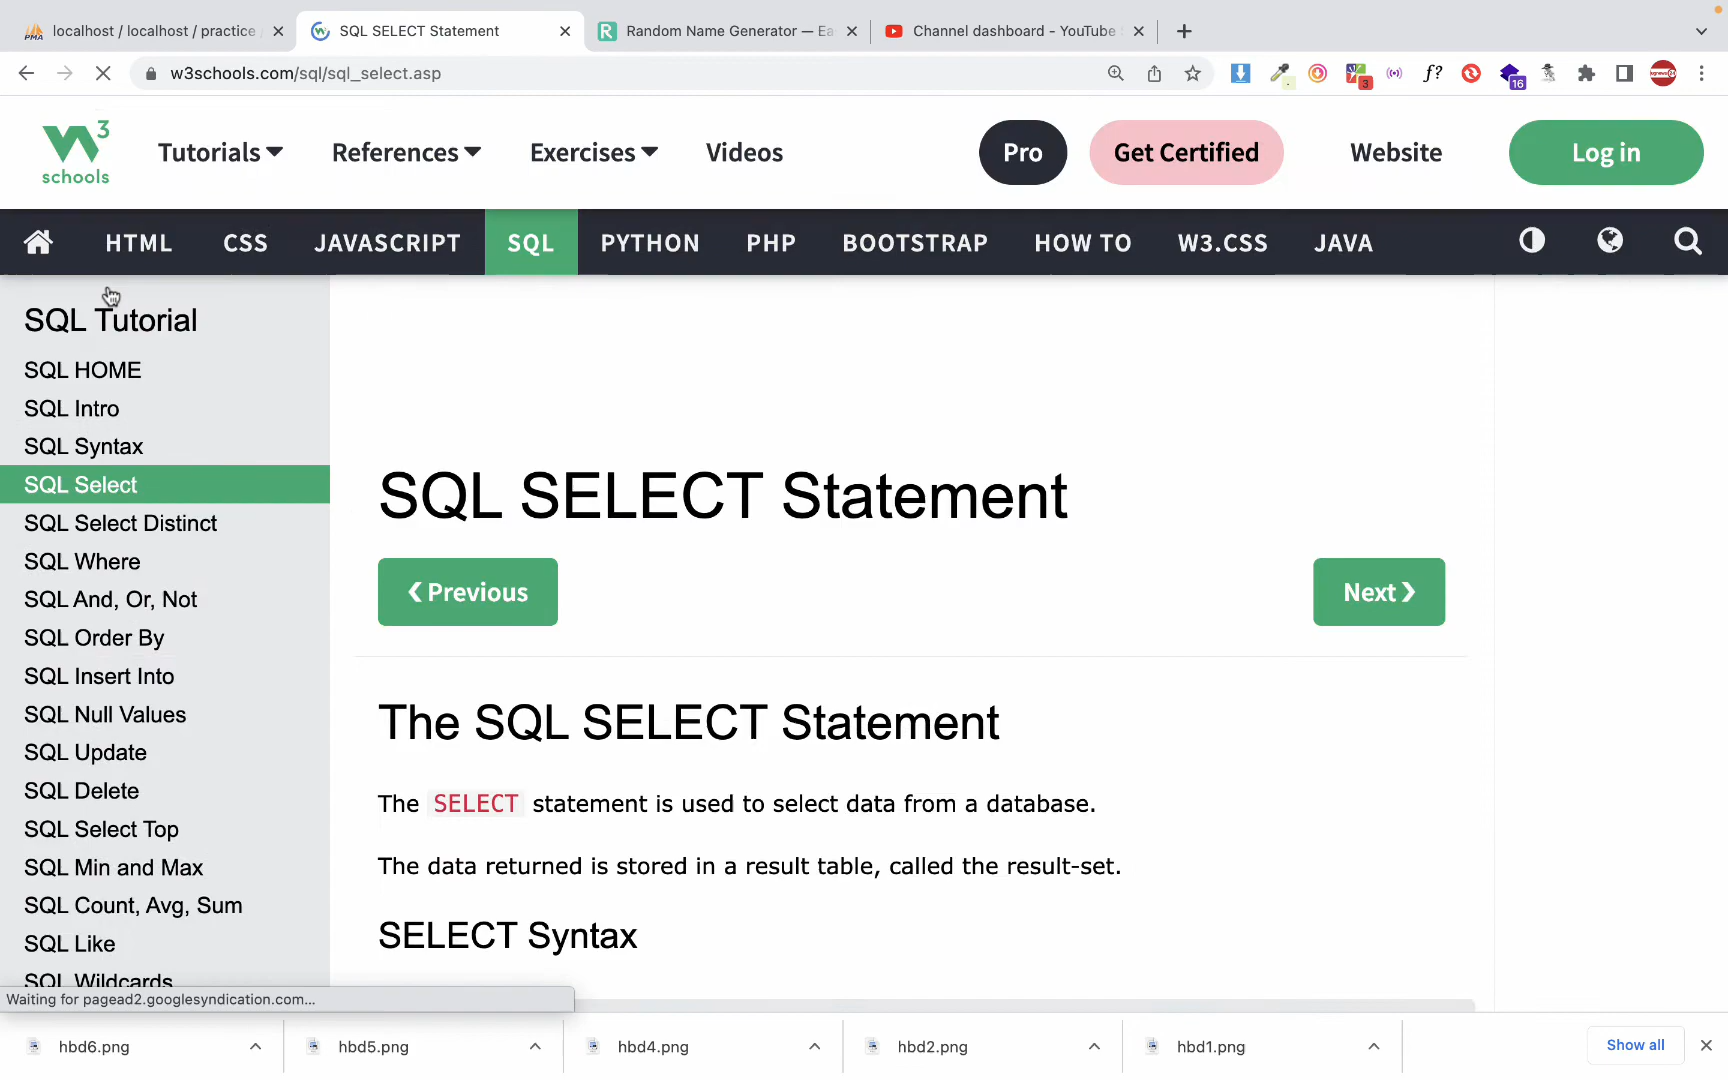 localhost / localhost / practice
SQL SELECT Statement
Random Name Generator — Ea
Channel dashboard - YouTube
w3schools.com/sql/sql_select.asp
f?
3
16
3
schools
Tutorials
References
Exercises
Videos
Pro
Get Certified
Website
Log in
HTML
CSS
JAVASCRIPT
SQL
PYTHON
PHP
BOOTSTRAP
HOW TO
W3.CSS
JAVA
SQL Tutorial
SQL HOME
SQL Intro
SQL Syntax
SQL Select
SQL Select Distinct
SQL Where
SQL And, Or, Not
SQL Order By
SQL Insert Into
SQL Null Values
SQL Update
SQL Delete
SQL Select Top
SQL Min and Max
SQL Count, Avg, Sum
SQL Like
SQL Wildcards
SQL SELECT Statement
❮ Previous
Next ❯
The SQL SELECT Statement
The SELECT statement is used to select data from a database.
The data returned is stored in a result table, called the result-set.
SELECT Syntax
Waiting for pagead2.googlesyndication.com...
hbd6.png
hbd5.png
hbd4.png
hbd2.png
hbd1.png
Show all